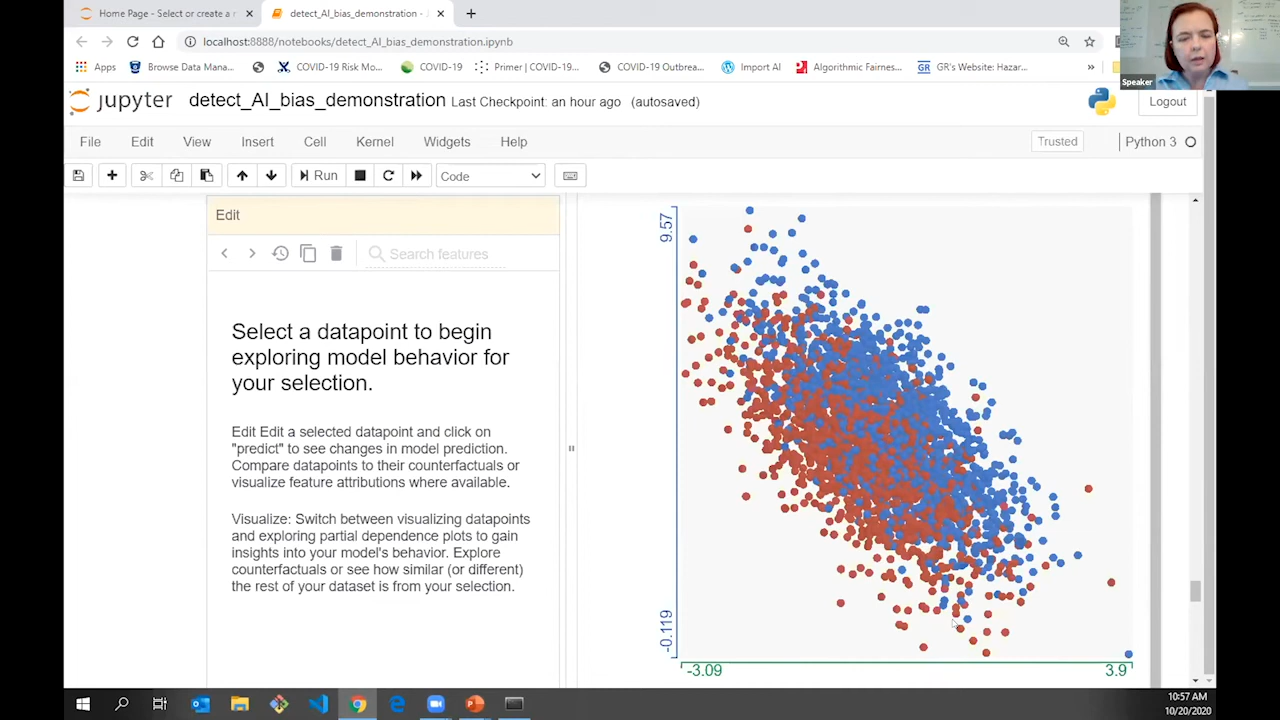 Home Page - Select or create a n
detect_AI_bias_demonstration -
localhost:8888/notebooks/detect_AI_bias_demonstration.ipynb
Apps
Browse Data Mana...
COVID-19 Risk Mo...
COVID-19
Primer | COVID-19...
COVID-19 Outbrea...
Import AI
Algorithmic Fairnes...
GR
GR's Website: Hazar...
»
Speaker
jupyter
detect_AI_bias_demonstration
Last Checkpoint: an hour ago
(autosaved)
Logout
File
Edit
View
Insert
Cell
Kernel
Widgets
Help
Trusted
Python 3
Run
Code
Edit
Search features
Select a datapoint to begin
exploring model behavior for
your selection.
Edit Edit a selected datapoint and click on
"predict" to see changes in model prediction.
Compare datapoints to their counterfactuals or
visualize feature attributions where available.
Visualize: Switch between visualizing datapoints
and exploring partial dependence plots to gain
insights into your model's behavior. Explore
counterfactuals or see how similar (or different)
the rest of your dataset is from your selection.
9.57
-0.119
-3.09
3.9
10:57 AM
10/20/2020